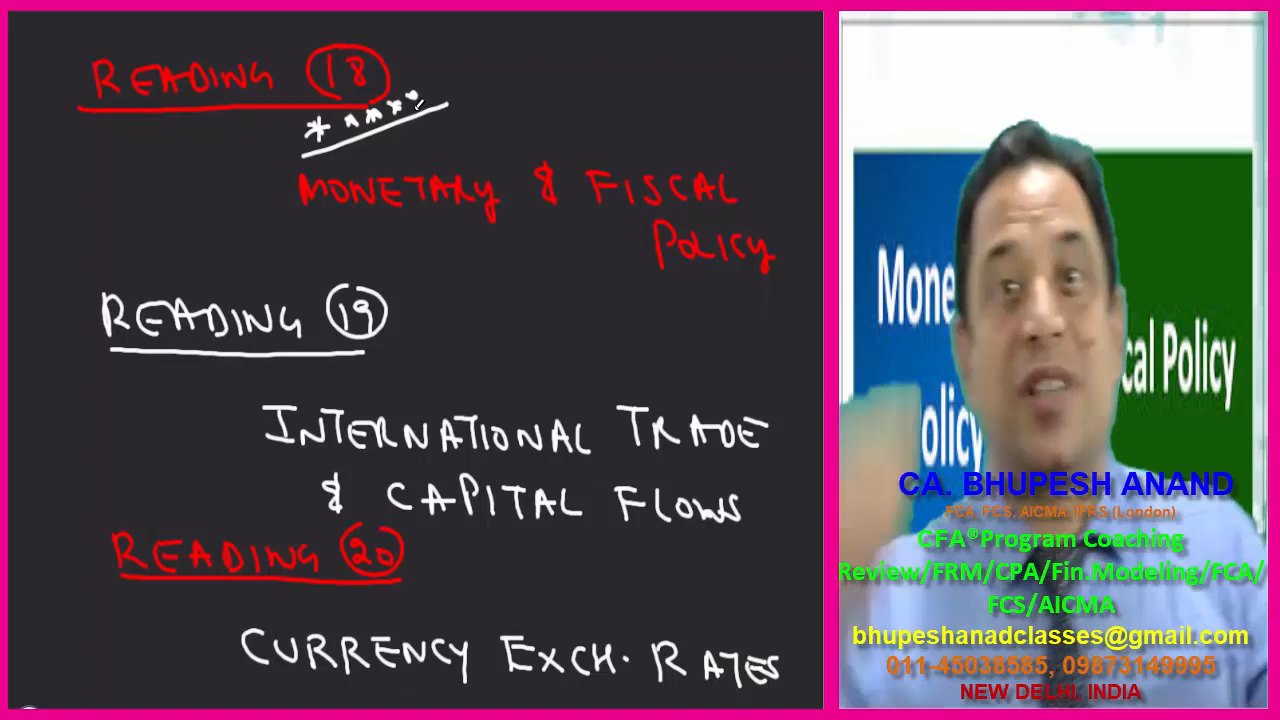 READING 18
* * * * *
MONETARY & FISCAL
POLICY
READING 19
INTERNATIONAL TRADE
& CAPITAL FLOWS
READING 20
CURRENCY EXCH. RATES
Mone
cal Policy
olicy
CA. BHUPESH ANAND
FCA, FCS, AICMA, IFRS (London)
CFA®Program Coaching
Review/FRM/CPA/Fin.Modeling/FCA/
FCS/AICMA
bhupeshanadclasses@gmail.com
011-45038585, 09873149995
NEW DELHI, INDIA